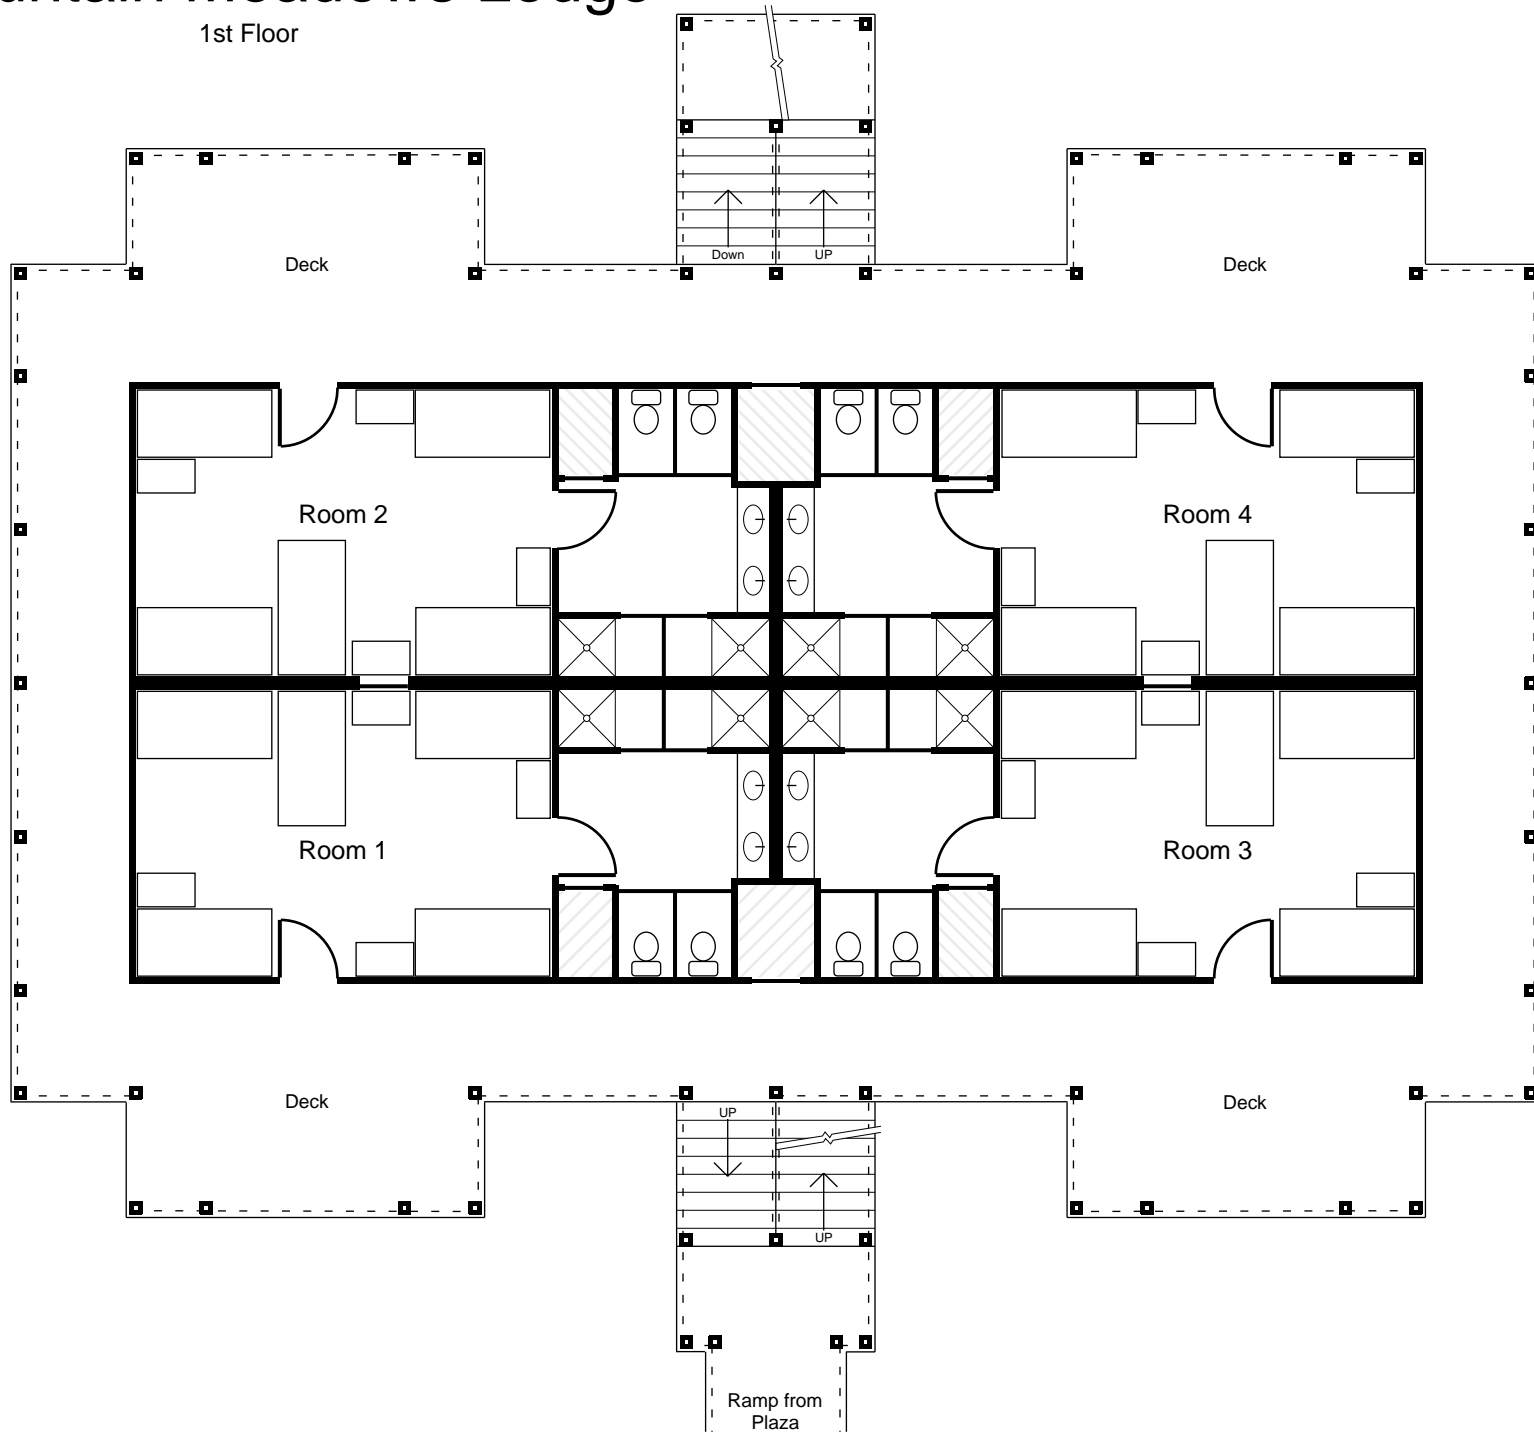 1st Floor
Down
UP
Deck
Deck
Room 2
Room 4
Room 1
Room 3
Deck
Deck
UP
UP
Ramp from
Plaza